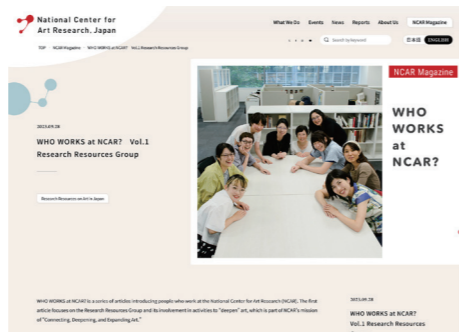 National Center for
Art Research, Japan
What We Do Events News Reports About Us NCAR Magazine
Search by keyword 日本語 ENGLISH
TOP NCAR Magazine WHO WORKS at NCAR? Vol.1 Research Resources Group
NCAR Magazine
WHO
WORKS
at
NCAR?
2023.09.28
WHO WORKS at NCAR? Vol.1
Research Resources Group
Research Resources on Art in Japan
WHO WORKS at NCAR? is a series of articles introducing people who work at the National Center for Art Research (NCAR). The first
article focuses on the Research Resources Group and its involvement in activities to "deepen" art, which is part of NCAR's mission
of "Connecting, Deepening, and Expanding Art."
2023.09.28
WHO WORKS at NCAR?
Vol.1 Research Resources